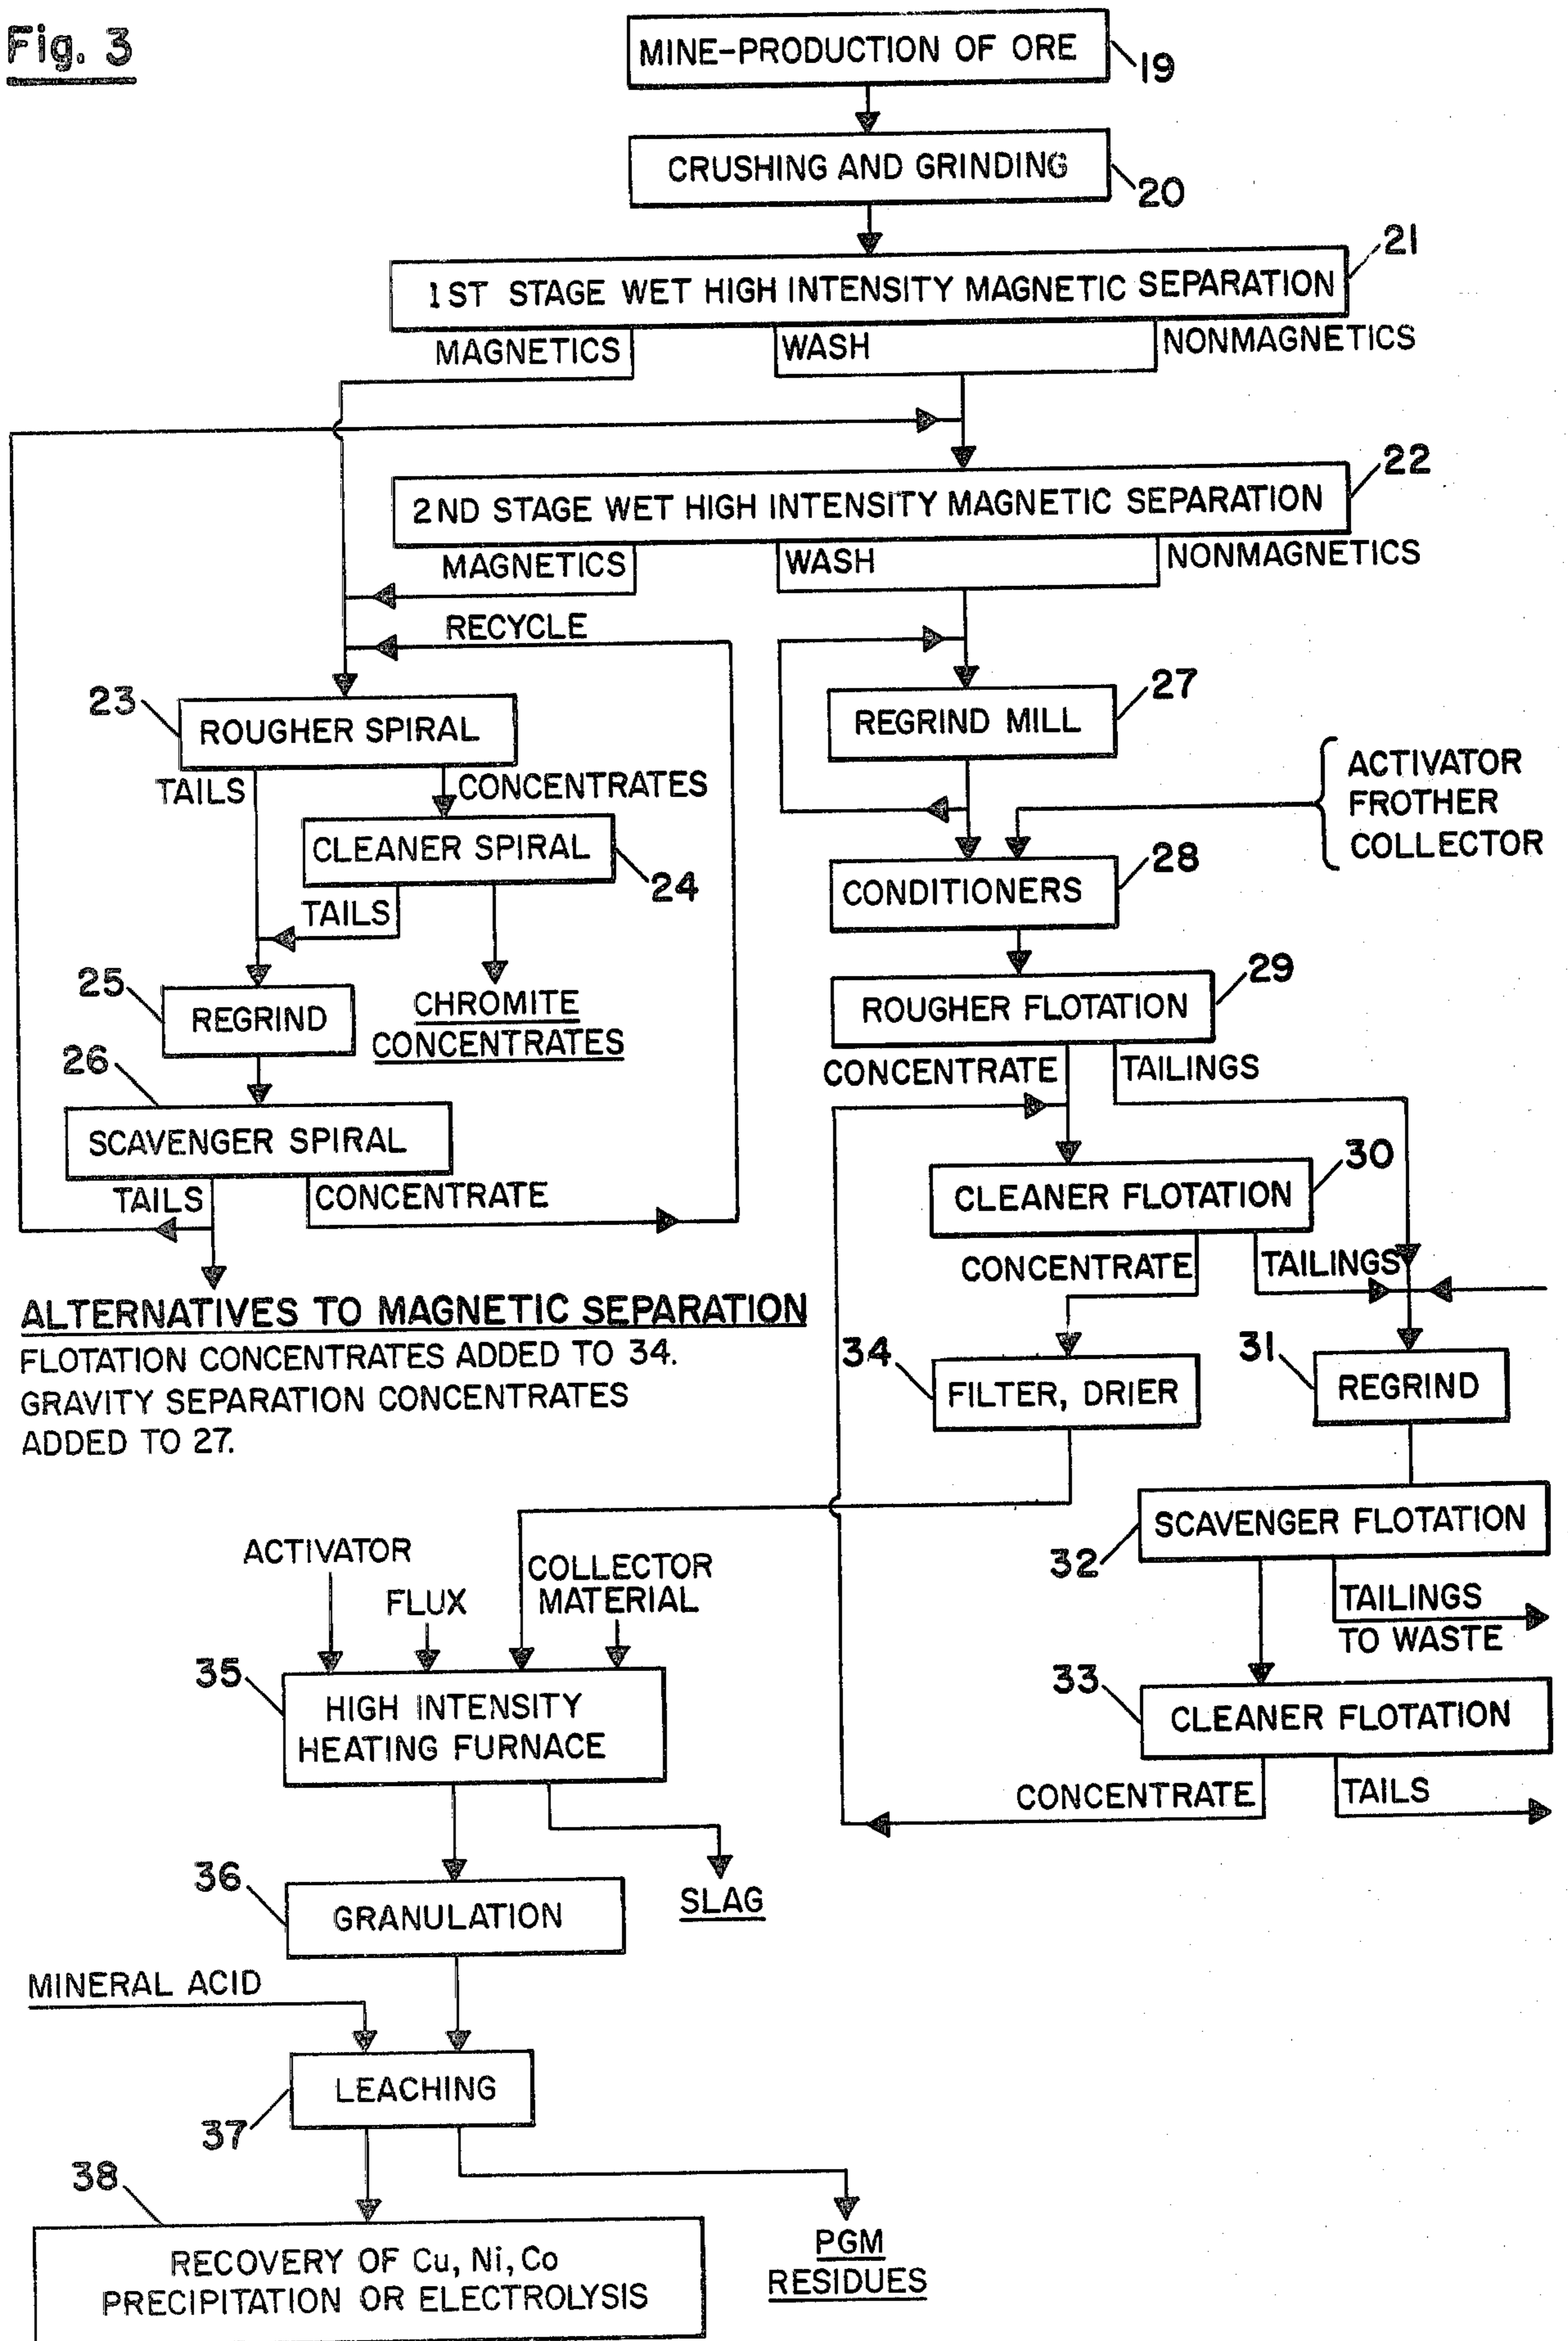 Fig. 3
MINE-PRODUCTION OF ORE
19
CRUSHING AND GRINDING
20
21
1ST STAGE WET HIGH INTENSITY MAGNETIC SEPARATION
MAGNETICS
WASH
NONMAGNETICS
22
2ND STAGE WET HIGH INTENSITY MAGNETIC SEPARATION
MAGNETICS
WASH
NONMAGNETICS
RECYCLE
23
ROUGHER SPIRAL
TAILS
CONCENTRATES
CLEANER SPIRAL
24
TAILS
25
REGRIND
CHROMITE
CONCENTRATES
26
SCAVENGER SPIRAL
TAILS
CONCENTRATE
ALTERNATIVES TO MAGNETIC SEPARATION
FLOTATION CONCENTRATES ADDED TO 34.
GRAVITY SEPARATION CONCENTRATES
ADDED TO 27.
27
REGRIND MILL
ACTIVATOR
FROTHER
COLLECTOR
28
CONDITIONERS
29
ROUGHER FLOTATION
CONCENTRATE
TAILINGS
30
CLEANER FLOTATION
CONCENTRATE
TAILINGS
34
FILTER, DRIER
31
REGRIND
SCAVENGER FLOTATION
32
TAILINGS
TO WASTE
33
CLEANER FLOTATION
CONCENTRATE
TAILS
ACTIVATOR
FLUX
COLLECTOR
MATERIAL
35
HIGH INTENSITY
HEATING FURNACE
36
GRANULATION
SLAG
MINERAL ACID
LEACHING
37
38
RECOVERY OF Cu, Ni, Co
PRECIPITATION OR ELECTROLYSIS
PGM
RESIDUES